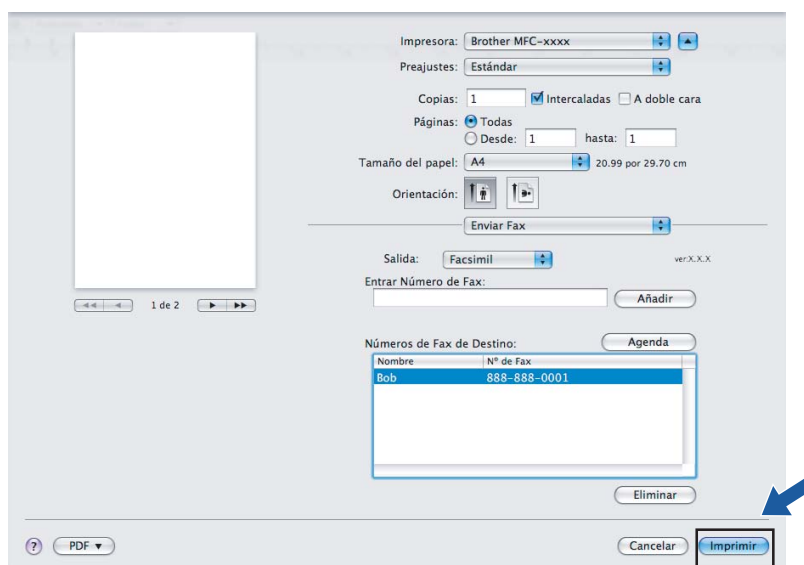 Impresora: Brother MFC-xxxx
Preajustes: Estándar
Copias: 1 Intercaladas A doble cara
Páginas: Todas
Desde: 1 hasta: 1
Tamaño del papel: A4 20.99 por 29.70 cm
Orientación:
Enviar Fax
Salida: Facsimil ver.X.X.X
Entrar Número de Fax:
1 de 2 Añadir
Números de Fax de Destino: Agenda
Nombre Nº de Fax
Bob 888-888-0001
Eliminar
? PDF Cancelar Imprimir